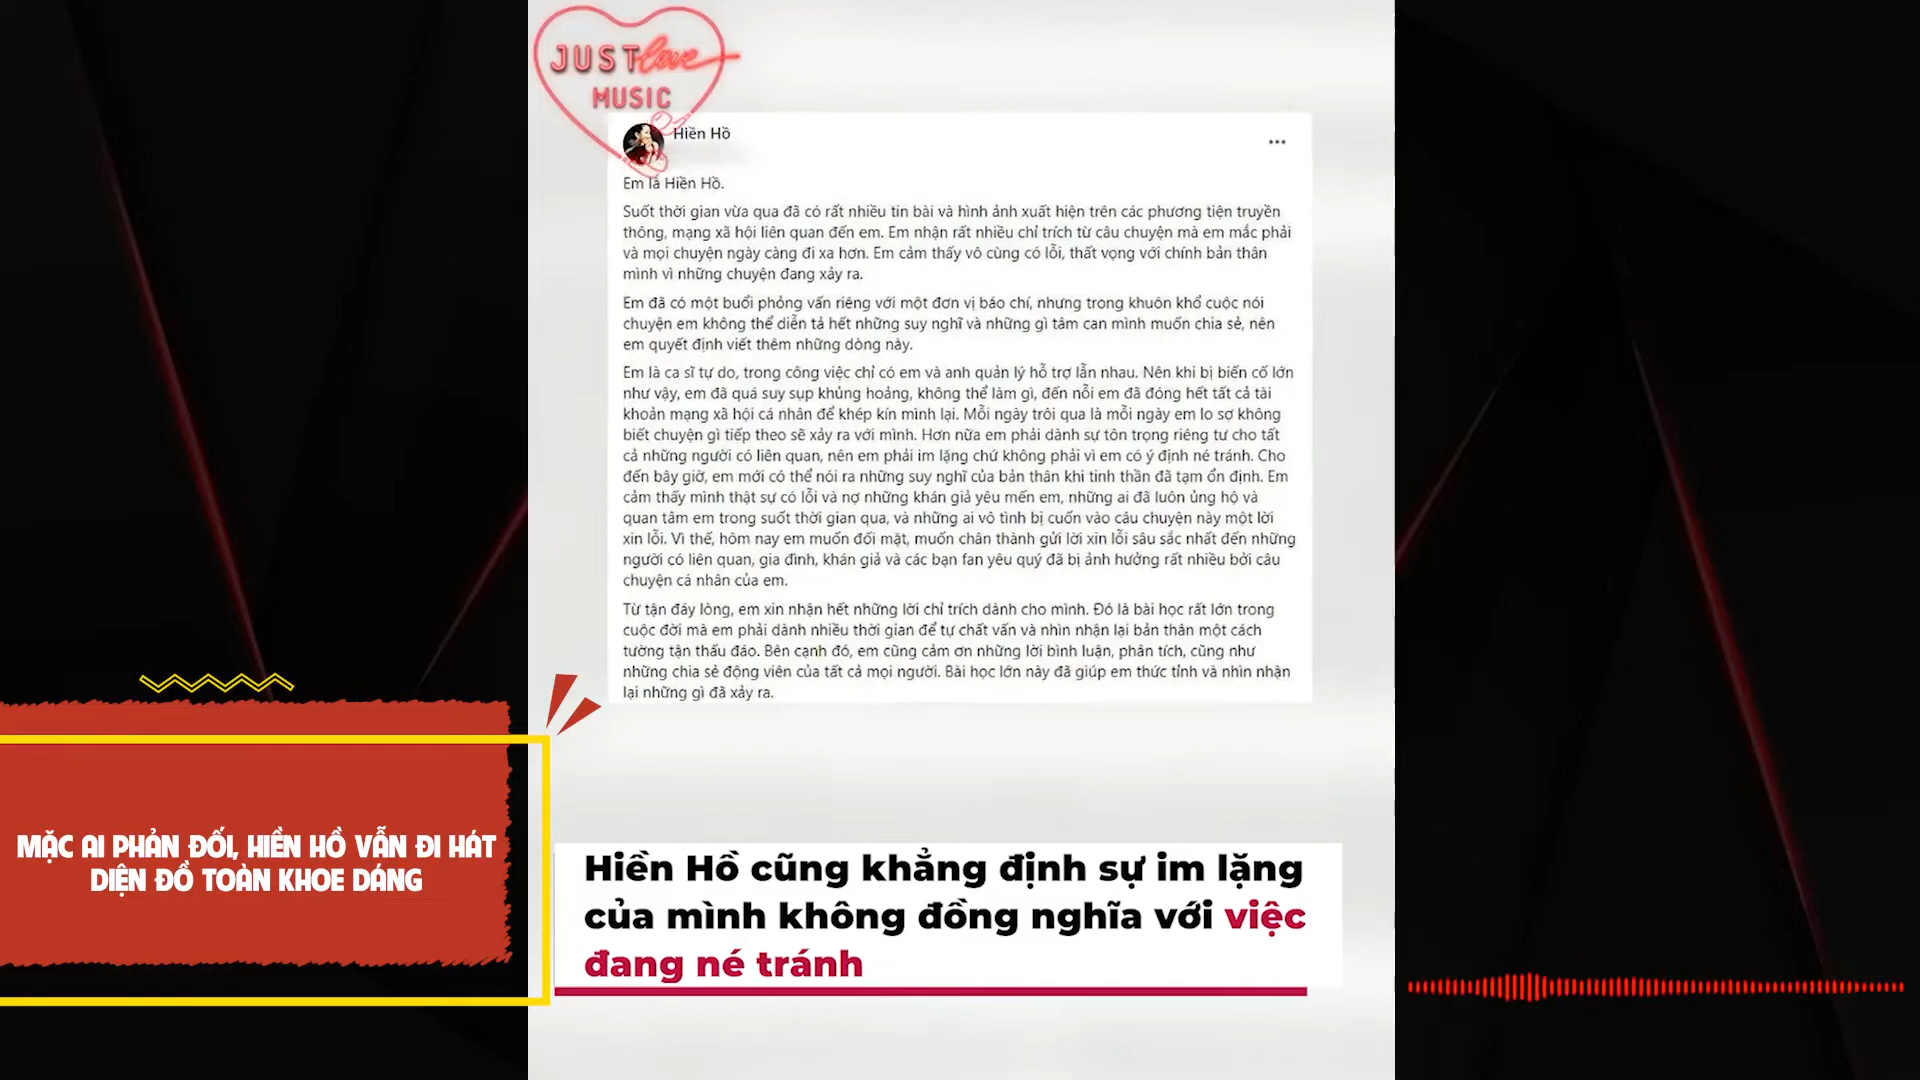 JUST love
MUSIC
Hiền Hồ
Em là Hiền Hồ.
Suốt thời gian vừa qua đã có rất nhiều tin bài và hình ảnh xuất hiện trên các phương tiện truyền
thông, mạng xã hội liên quan đến em. Em nhận rất nhiều chỉ trích từ câu chuyện mà em mắc phải
và mọi chuyện ngày càng đi xa hơn. Em cảm thấy vô cùng có lỗi, thất vọng với chính bản thân
mình vì những chuyện đang xảy ra.
Em đã có một buổi phỏng vấn riêng với một đơn vị báo chí, nhưng trong khuôn khổ cuộc nói
chuyện em không thể diễn tả hết những suy nghĩ và những gì tâm can mình muốn chia sẻ, nên
em quyết định viết thêm những dòng này.
Em là ca sĩ tự do, trong công việc chỉ có em và anh quản lý hỗ trợ lẫn nhau. Nên khi bị biến cố lớn
như vậy, em đã quá suy sụp khủng hoảng, không thể làm gì, đến nỗi em đã đóng hết tất cả tài
khoản mạng xã hội cá nhân để khép kín mình lại. Mỗi ngày trôi qua là mỗi ngày em lo sợ không
biết chuyện gì tiếp theo sẽ xảy ra với mình. Hơn nữa em phải dành sự tôn trọng riêng tư cho tất
cả những người có liên quan, nên em phải im lặng chứ không phải vì em có ý định né tránh. Cho
đến bây giờ, em mới có thể nói ra những suy nghĩ của bản thân khi tinh thần đã tạm ổn định. Em
cảm thấy mình thật sự có lỗi và nợ những khán giả yêu mến em, những ai đã luôn ủng hộ và
quan tâm em trong suốt thời gian qua, và những ai vô tình bị cuốn vào câu chuyện này một lời
xin lỗi. Vì thế, hôm nay em muốn đối mặt, muốn chân thành gửi lời xin lỗi sâu sắc nhất đến những
người có liên quan, gia đình, khán giả và các bạn fan yêu quý đã bị ảnh hưởng rất nhiều bởi câu
chuyện cá nhân của em.
Từ tận đáy lòng, em xin nhận hết những lời chỉ trích dành cho mình. Đó là bài học rất lớn trong
cuộc đời mà em phải dành nhiều thời gian để tự chất vấn và nhìn nhận lại bản thân một cách
tường tận thấu đáo. Bên cạnh đó, em cũng cảm ơn những lời bình luận, phân tích, cũng như
những chia sẻ động viên của tất cả mọi người. Bài học lớn này đã giúp em thức tỉnh và nhìn nhận
lại những gì đã xảy ra.
MẶC AI PHẢN ĐỐI, HIỀN HỒ VẪN ĐI HÁT
DIỆN ĐỒ TOÀN KHOE DÁNG
Hiền Hồ cũng khẳng định sự im lặng
của mình không đồng nghĩa với việc
đang né tránh